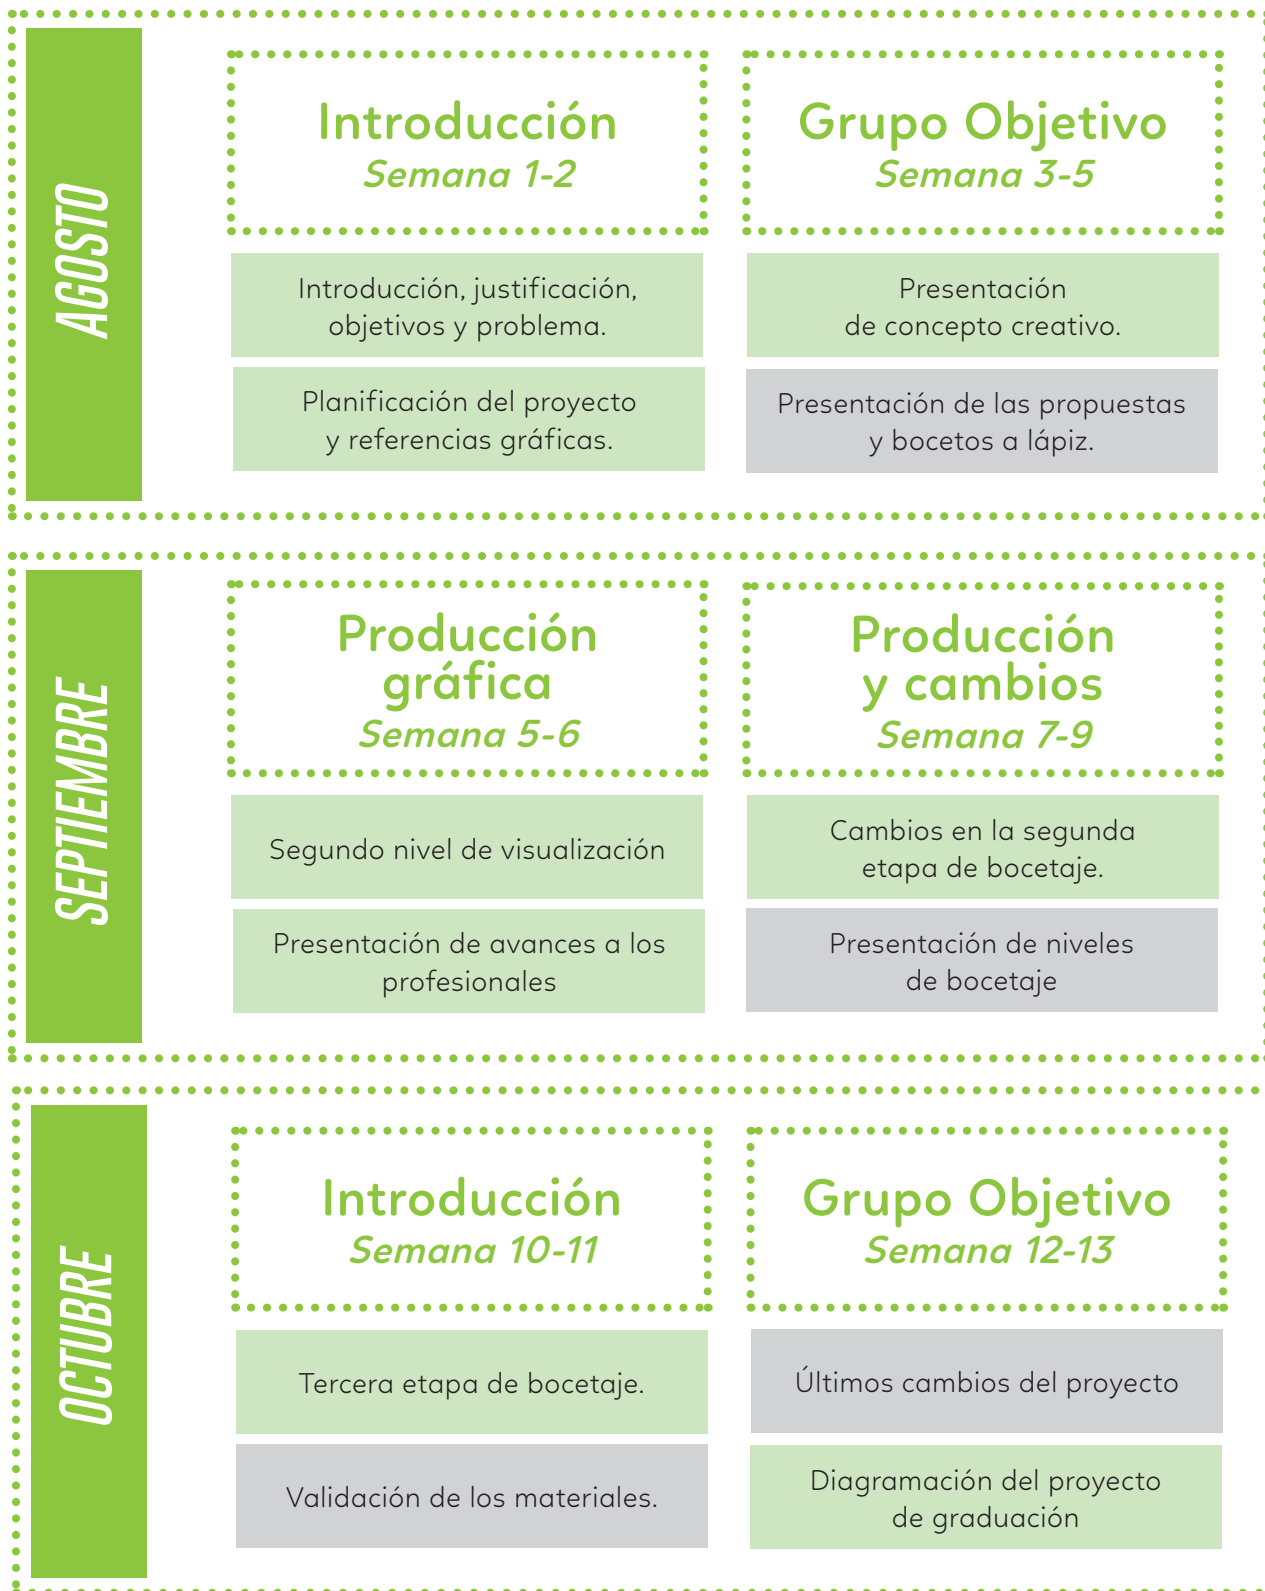 AGOSTO
Introducción
Semana 1-2
Introducción, justificación,
objetivos y problema.
Planificación del proyecto
y referencias gráficas.
Grupo Objetivo
Semana 3-5
Presentación
de concepto creativo.
Presentación de las propuestas
y bocetos a lápiz.
SEPTIEMBRE
Producción
gráfica
Semana 5-6
Segundo nivel de visualización
Presentación de avances a los
profesionales
Producción
y cambios
Semana 7-9
Cambios en la segunda
etapa de bocetaje.
Presentación de niveles
de bocetaje
OCTUBRE
Introducción
Semana 10-11
Tercera etapa de bocetaje.
Validación de los materiales.
Grupo Objetivo
Semana 12-13
Últimos cambios del proyecto
Diagramación del proyecto
de graduación